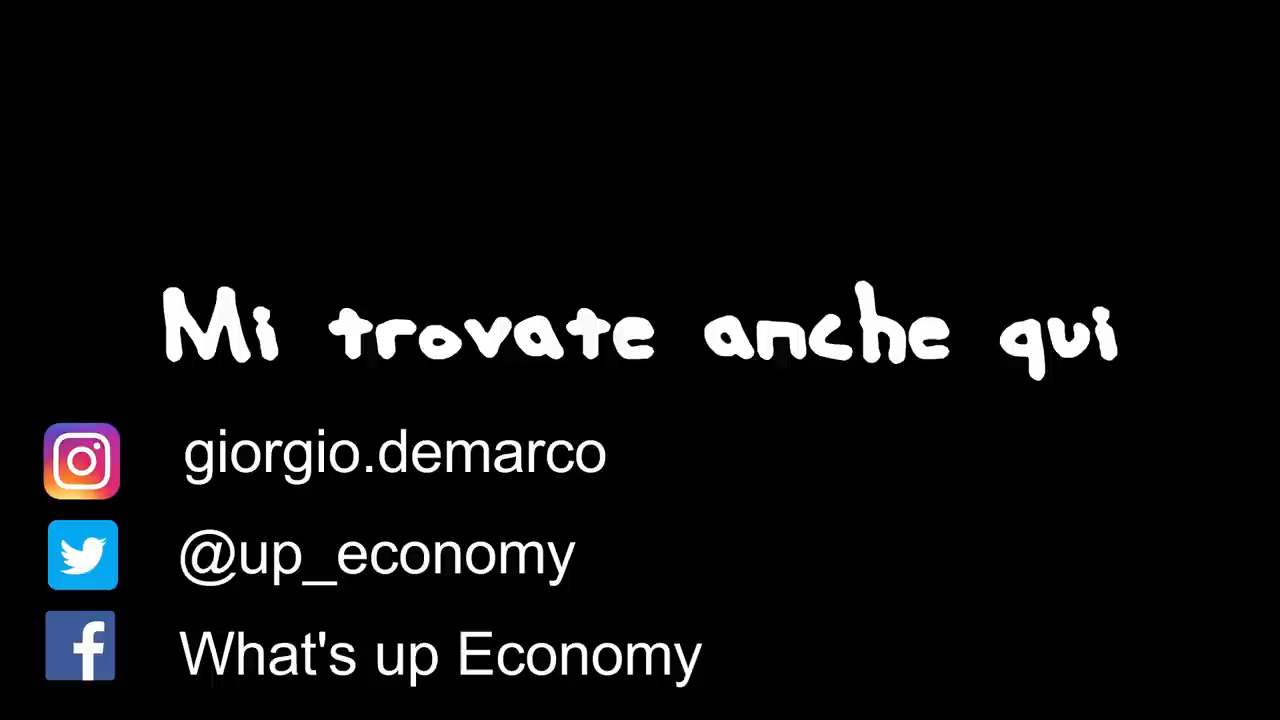 Mi trovate anche qui
giorgio.demarco
@up_economy
What's up Economy